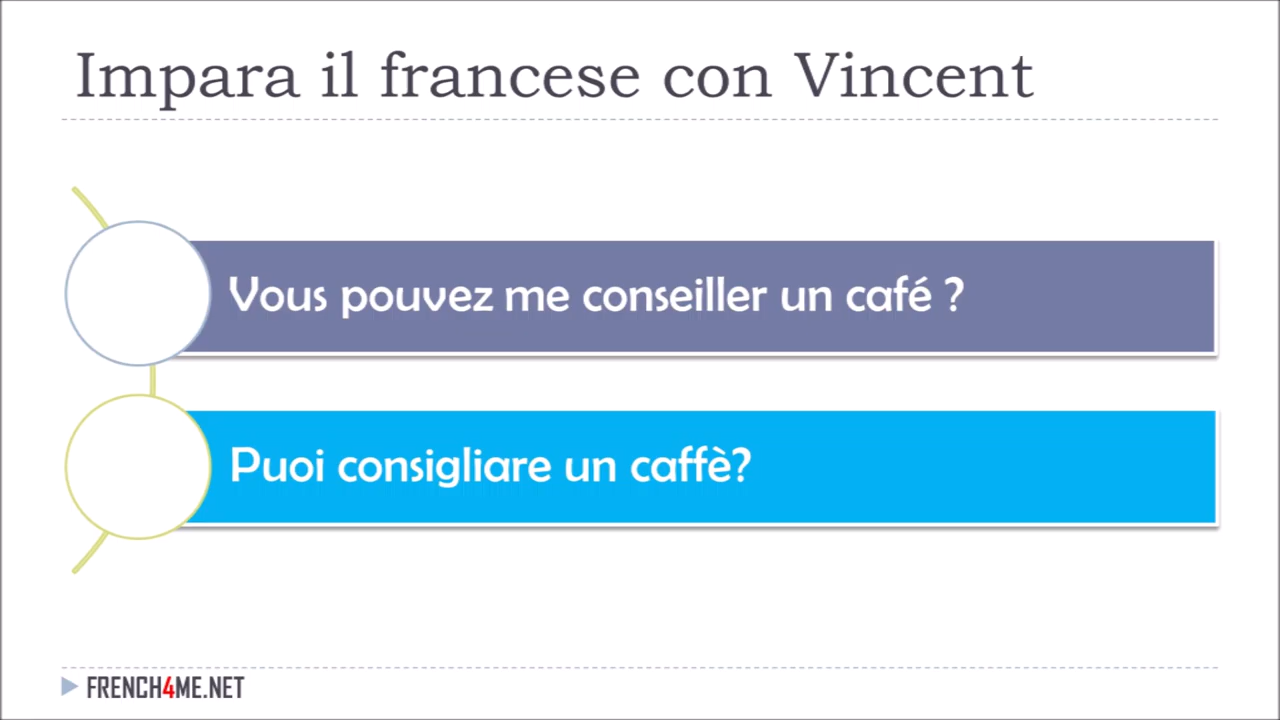 Impara il francese con Vincent
Vous pouvez me conseiller un café ?
Puoi consigliare un caffè?
FRENCH4ME.NET